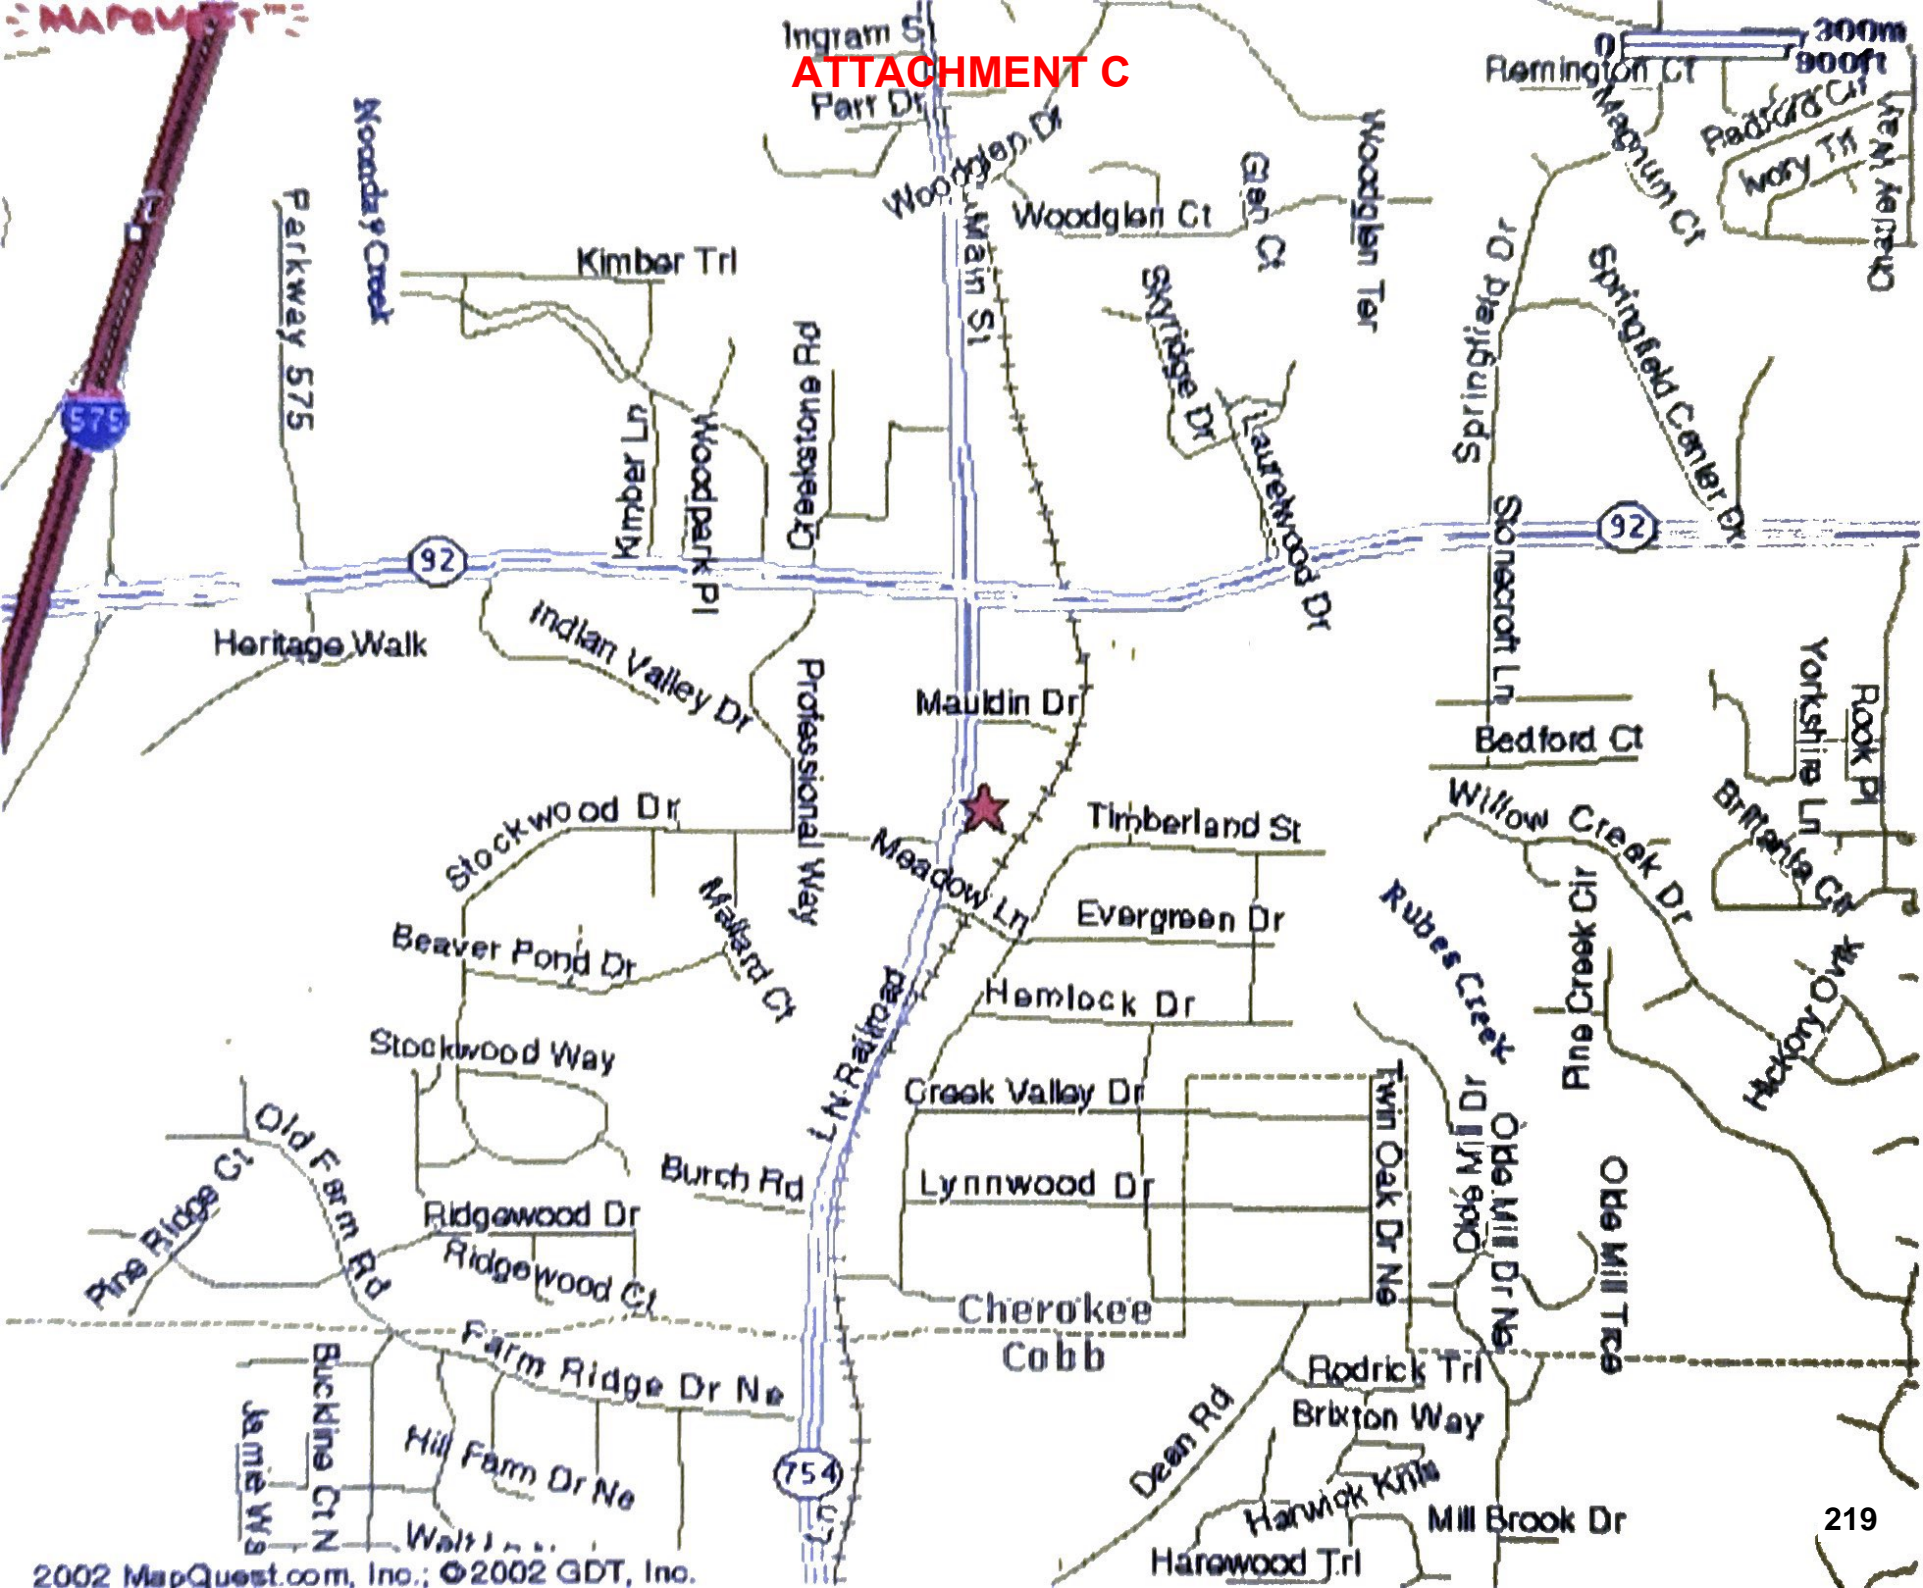 MAPQUEST
Ingram S
ATTACHMENT C
Parr Dr
0
300m
900ft
Remington Ct
Magnum Ct
Radford Cir
Ivory Trl
Noonday Creek
Parkway 575
Woodglen Dr
Woodglen Ct
Glen Ct
Woodglen Ter
Main St
Kimber Trl
Skyridge Dr
Springfield Dr
Springfield Center Dr
575
Kimber Ln
Woodpark Pl
Creekstone Rd
Laurelwood Dr
Stonecroft Ln
92
92
Heritage Walk
Indian Valley Dr
Professional Way
Mauldin Dr
Bedford Ct
Yorkshire Ln
Rook Pl
Stockwood Dr
Meadow Ln
Timberland St
Willow Creek Dr
Britania Cir
Mallard Ct
Evergreen Dr
Rubes Creek
Pine Creek Cir
Beaver Pond Dr
Hemlock Dr
Hickory Ovlk
L N Railroad
Stockwood Way
Creek Valley Dr
Twin Oak Dr Ne
Olde Mill Dr
Olde Mill Dr Ne
Olde Mill Trce
Old Farm Rd
Pine Ridge Ct
Burch Rd
Lynnwood Dr
Ridgewood Dr
Ridgewood Ct
Cherokee
Cobb
Farm Ridge Dr Ne
Rodrick Trl
Brixton Way
Buckline Ct N
Jamie Ws
Hill Farm Dr Ne
754
Dean Rd
Harwick Knls
Mill Brook Dr
219
Harewood Trl
2002 MapQuest.com, Inc.; ©2002 GDT, Inc.